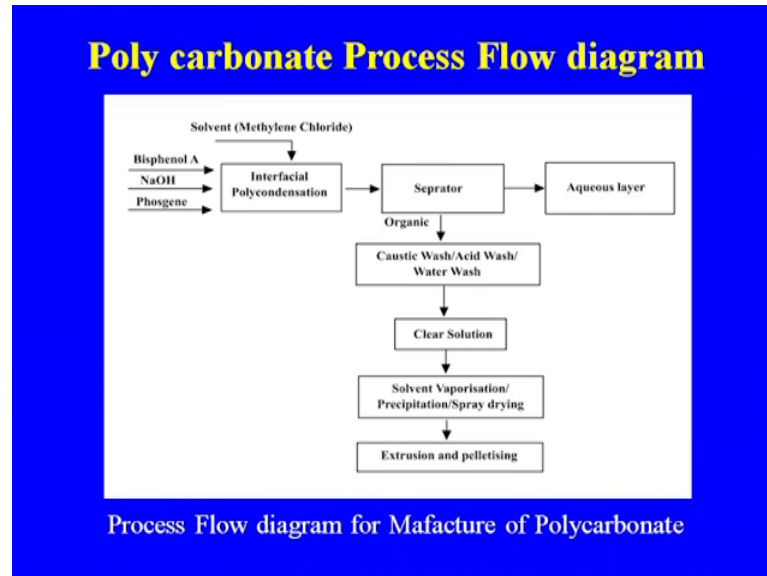 Poly carbonate Process Flow diagram
Solvent (Methylene Chloride)
Bisphenol A
NaOH
Phosgene
Interfacial
Polycondensation
Seprator
Aqueous layer
Organic
Caustic Wash/Acid Wash/
Water Wash
Clear Solution
Solvent Vaporisation/
Precipitation/Spray drying
Extrusion and pelletising
Process Flow diagram for Mafacture of Polycarbonate